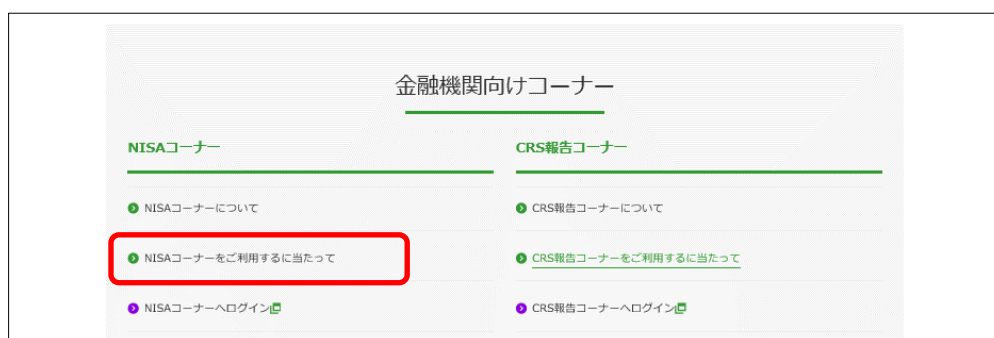 金融機関向けコーナー
NISAコーナー
NISAコーナーについて
NISAコーナーをご利用するに当たって
NISAコーナーへログイン
CRS報告コーナー
CRS報告コーナーについて
CRS報告コーナーをご利用するに当たって
CRS報告コーナーへログイン